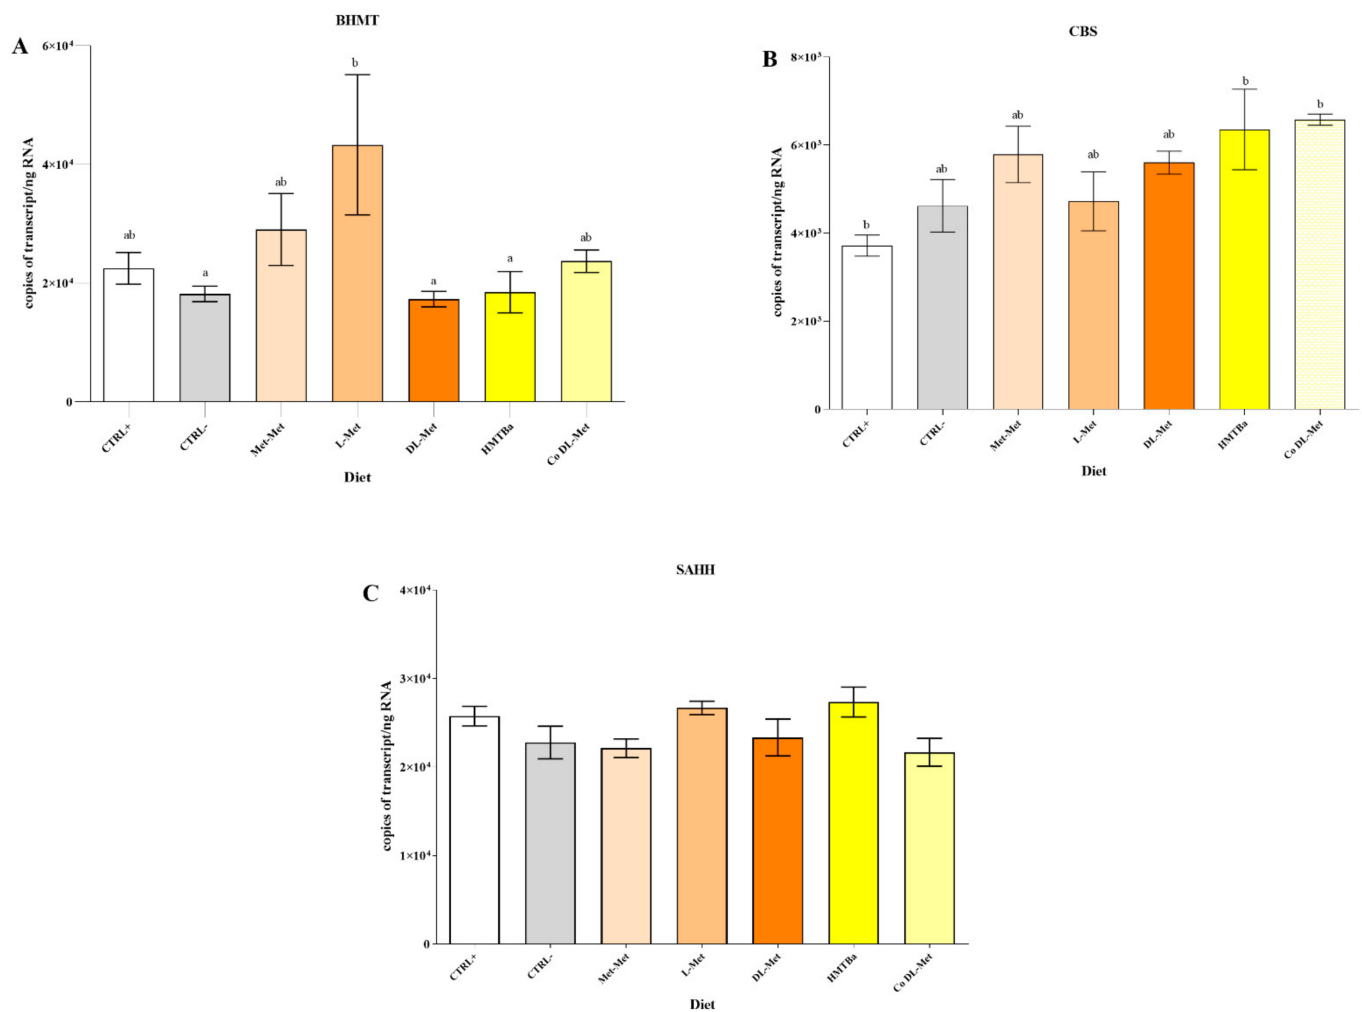 BHMT
A
6×10⁴
4×10⁴
2×10⁴
0
copies of transcript/ng RNA
ab
a
ab
b
a
a
ab
CTRL+
CTRL-
Met-Met
L-Met
DL-Met
HMTBa
Co DL-Met
Diet
CBS
B
8×10³
6×10³
4×10³
2×10³
0
copies of transcript/ng RNA
b
ab
ab
ab
ab
b
b
CTRL+
CTRL-
Met-Met
L-Met
DL-Met
HMTBa
Co DL-Met
Diet
SAHH
C
4×10⁴
3×10⁴
2×10⁴
1×10⁴
0
copies of transcript/ng RNA
CTRL+
CTRL-
Met-Met
L-Met
DL-Met
HMTBa
Co DL-Met
Diet